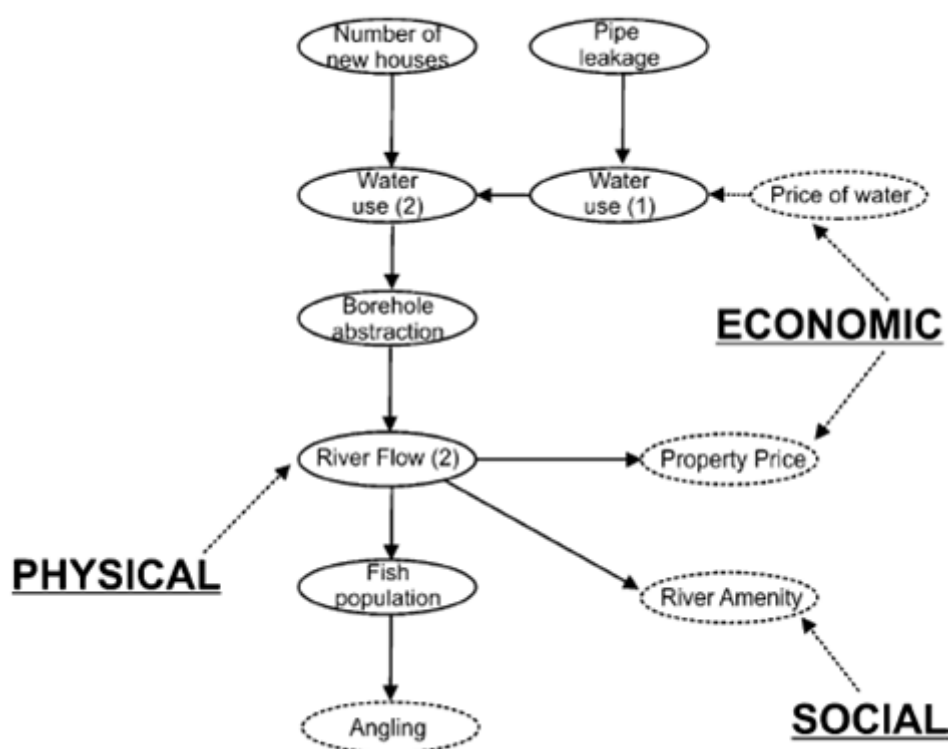 Number of
new houses
Pipe
leakage
Water
use (2)
Water
use (1)
Price of water
Borehole
abstraction
ECONOMIC
River Flow (2)
Property Price
PHYSICAL
Fish
population
River Amenity
Angling
SOCIAL